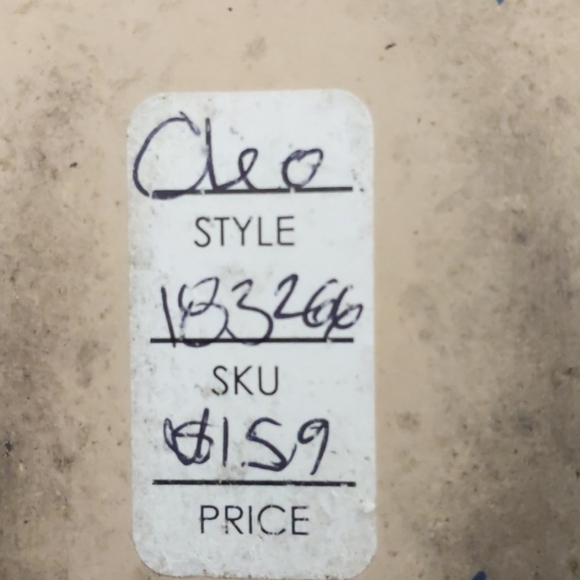 Cleo
STYLE
183266
SKU
$159
PRICE